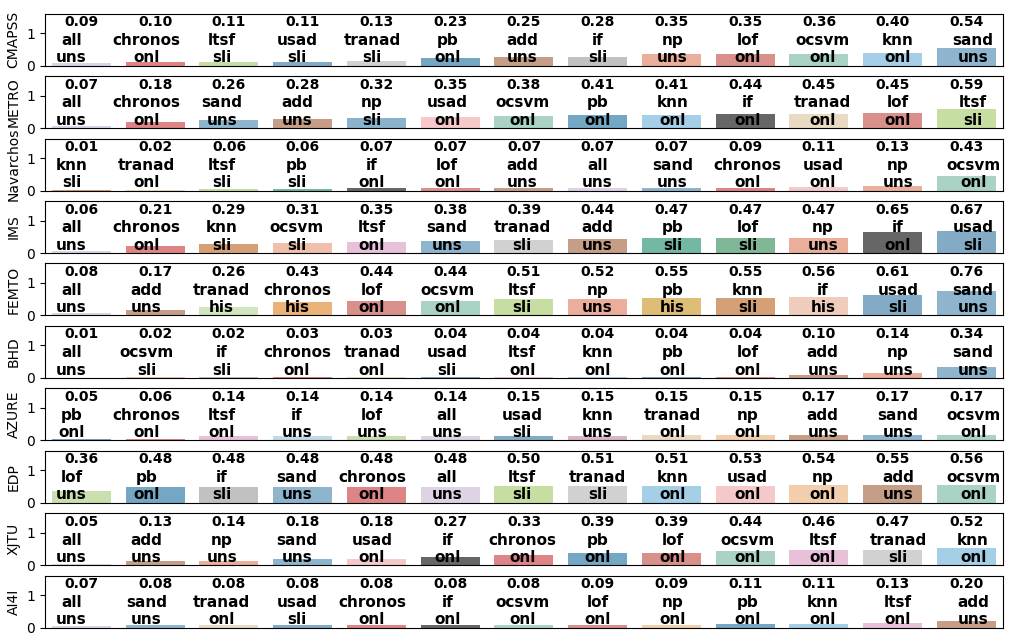 CMAPSS
1
0
0.09 0.10 0.11 0.11 0.13 0.23 0.25 0.28 0.35 0.35 0.36 0.40 0.54
all chronos ltsf usad tranad pb add if np lof ocsvm knn sand
uns onl sli sli sli onl uns sli uns onl onl onl uns
METRO
1
0
0.07 0.18 0.26 0.28 0.32 0.35 0.38 0.41 0.41 0.44 0.45 0.45 0.59
all chronos sand add np usad ocsvm pb knn if tranad lof ltsf
uns onl uns uns sli onl onl onl onl onl onl onl sli
Navarchos
1
0
0.01 0.02 0.06 0.06 0.07 0.07 0.07 0.07 0.07 0.09 0.11 0.13 0.43
knn tranad ltsf pb if lof add all sand chronos usad np ocsvm
sli onl sli sli onl onl uns uns uns onl onl uns onl
IMS
1
0
0.06 0.21 0.29 0.31 0.35 0.38 0.39 0.44 0.47 0.47 0.47 0.65 0.67
all chronos knn ocsvm ltsf sand tranad add pb lof np if usad
uns onl sli sli onl uns sli uns sli sli uns onl sli
FEMTO
1
0
0.08 0.17 0.26 0.43 0.44 0.44 0.51 0.52 0.55 0.55 0.56 0.61 0.76
all add tranad chronos lof ocsvm ltsf np pb knn if usad sand
uns uns his his onl onl sli uns his sli his sli uns
BHD
1
0
0.01 0.02 0.02 0.03 0.03 0.04 0.04 0.04 0.04 0.04 0.10 0.14 0.34
all ocsvm if chronos tranad usad ltsf knn pb lof add np sand
uns sli sli onl onl sli onl onl onl onl uns uns uns
AZURE
1
0
0.05 0.06 0.14 0.14 0.14 0.14 0.15 0.15 0.15 0.15 0.17 0.17 0.17
pb chronos ltsf if lof all usad knn tranad np add sand ocsvm
onl onl onl uns uns uns sli uns onl onl uns uns onl
EDP
1
0
0.36 0.48 0.48 0.48 0.48 0.48 0.50 0.51 0.51 0.53 0.54 0.55 0.56
lof pb if sand chronos all ltsf tranad knn usad np add ocsvm
uns onl sli uns onl uns sli sli onl onl onl uns onl
XJTU
1
0
0.05 0.13 0.14 0.18 0.18 0.27 0.33 0.39 0.39 0.44 0.46 0.47 0.52
all add np sand usad if chronos pb lof ocsvm ltsf tranad knn
uns uns uns uns onl onl onl onl onl onl onl sli onl
AI4I
1
0
0.07 0.08 0.08 0.08 0.08 0.08 0.08 0.09 0.09 0.11 0.11 0.13 0.20
all sand tranad usad chronos if ocsvm lof np pb knn ltsf add
uns uns onl sli onl onl onl onl onl onl onl onl uns